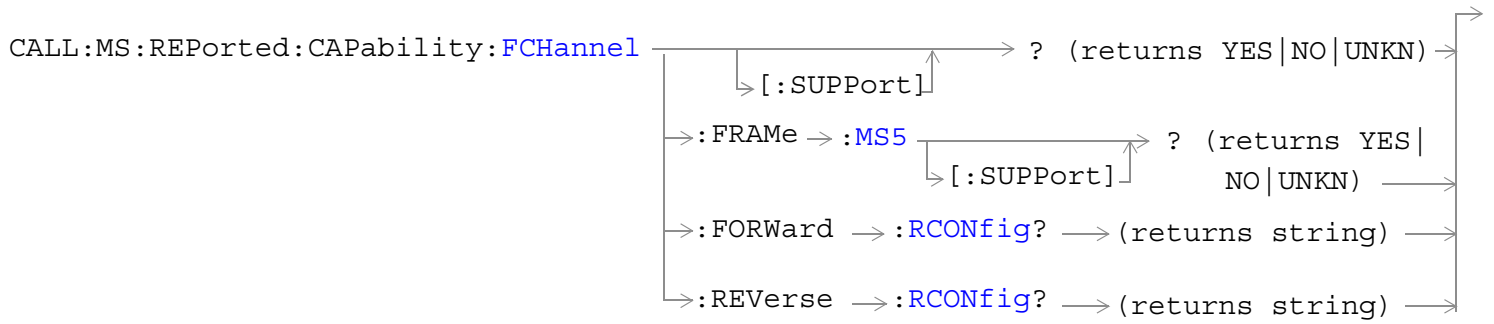 CALL:MS:REPorted:CAPability:FCHannel ? (returns YES|NO|UNKN)
[:SUPPort]
:FRAMe :MS5 ? (returns YES|
[:SUPPort] NO|UNKN)
:FORWard :RCONfig? (returns string)
:REVerse :RCONfig? (returns string)